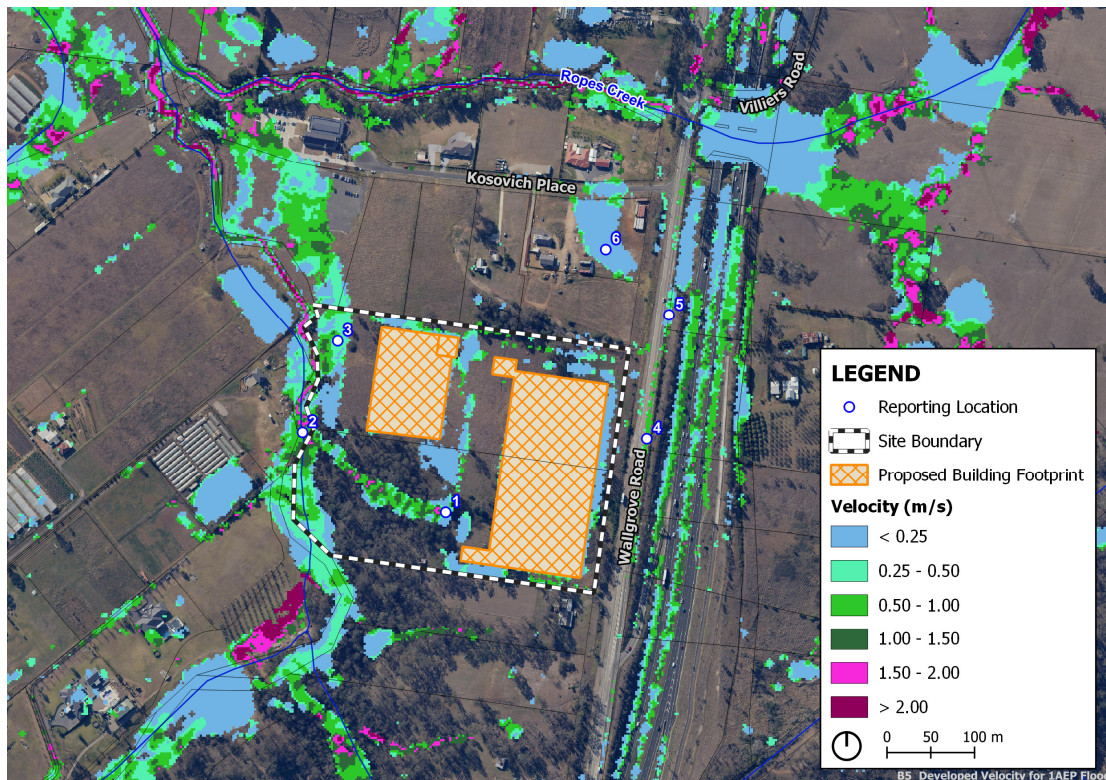 Ropes Creek
Villiers Road
Kosovich Place
6
5
3
4
2
1
Wallgrove Road
LEGEND
Reporting Location
Site Boundary
Proposed Building Footprint
Velocity (m/s)
< 0.25
0.25 - 0.50
0.50 - 1.00
1.00 - 1.50
1.50 - 2.00
> 2.00
0 50 100 m
B5 Developed Velocity for 1AEP Floo